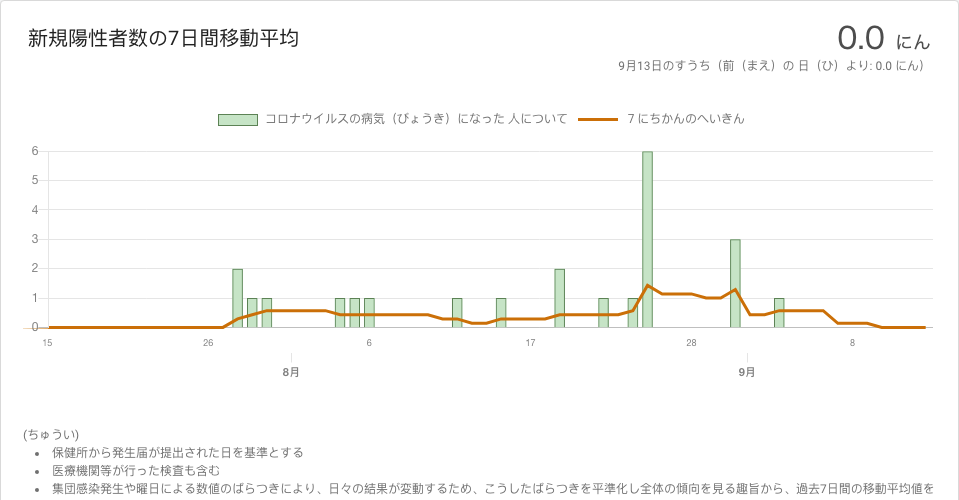 新規陽性者数の7日間移動平均
0.0 にん
9月13日のすうち（前（まえ）の 日（ひ）より: 0.0 にん）
コロナウイルスの病気（びょうき）になった 人について
7 にちかんのへいきん
6
5
4
3
2
1
0
15 26 6 17 28 8
8月 9月
(ちゅうい)
• 保健所から発生届が提出された日を基準とする
• 医療機関等が行った検査も含む
• 集団感染発生や曜日による数値のばらつきにより、日々の結果が変動するため、こうしたばらつきを平準化し全体の傾向を見る趣旨から、過去7日間の移動平均値を